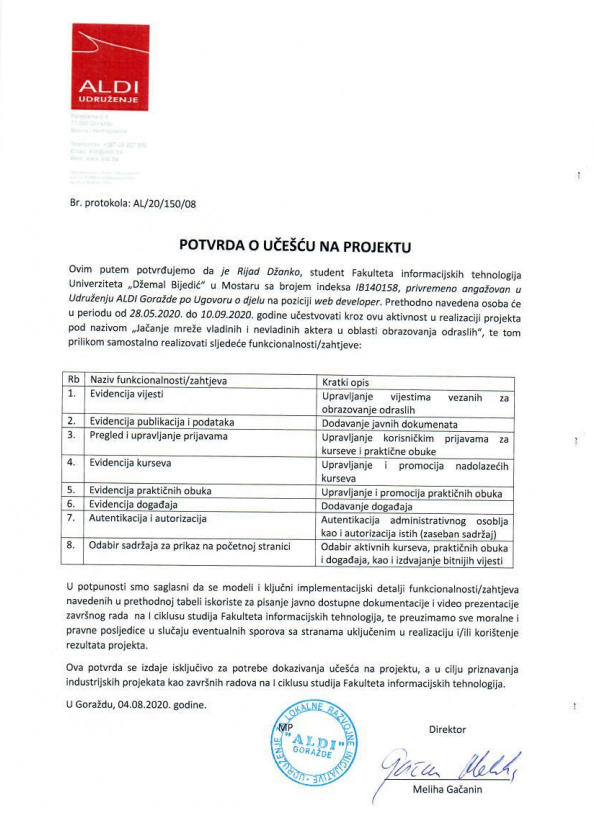 ALDI
UDRUŽENJE
71000 Goražde
Br. protokola: AL/20/150/08
POTVRDA O UČEŠĆU NA PROJEKTU
Ovim putem potvrđujemo da je Rijad Džanko, student Fakulteta informacijskih tehnologija
Univerziteta „Džemal Bijedić" u Mostaru sa brojem indeksa IB140158, privremeno angažovan u
Udruženju ALDI Goražde po Ugovoru o djelu na poziciji web developer. Prethodno navedena osoba će
u periodu od 28.05.2020. do 10.09.2020. godine učestvovati kroz ovu aktivnost u realizaciji projekta
pod nazivom „Jačanje mreže vladinih i nevladinih aktera u oblasti obrazovanja odraslih", te tom
prilikom samostalno realizovati sljedeće funkcionalnosti/zahtjeve:
Rb Naziv funkcionalnosti/zahtjeva Kratki opis
1. Evidencija vijesti Upravljanje vijestima vezanih za
obrazovanje odraslih
2. Evidencija publikacija i podataka Dodavanje javnih dokumenata
3. Pregled i upravljanje prijavama Upravljanje korisničkim prijavama za
kurseve i praktične obuke
4. Evidencija kurseva Upravljanje i promocija nadolazećih
kurseva
5. Evidencija praktičnih obuka Upravljanje i promocija praktičnih obuka
6. Evidencija događaja Dodavanje događaja
7. Autentikacija i autorizacija Autentikacija administrativnog osoblja
kao i autorizacija istih (zaseban sadržaj)
8. Odabir sadržaja za prikaz na početnoj stranici Odabir aktivnih kurseva, praktičnih obuka
i događaja, kao i izdvajanje bitnijih vijesti
U potpunosti smo saglasni da se modeli i ključni implementacijski detalji funkcionalnosti/zahtjeva
navedenih u prethodnoj tabeli iskoriste za pisanje javno dostupne dokumentacije i video prezentacije
završnog rada na I ciklusu studija Fakulteta informacijskih tehnologija, te preuzimamo sve moralne i
pravne posljedice u slučaju eventualnih sporova sa stranama uključenim u realizaciju i/ili korištenje
rezultata projekta.
Ova potvrda se izdaje isključivo za potrebe dokazivanja učešća na projektu, a u cilju priznavanja
industrijskih projekata kao završnih radova na I ciklusu studija Fakulteta informacijskih tehnologija.
U Goraždu, 04.08.2020. godine.
MP
UDRUŽENJE LOKALNE RAZVOJNE INICIJATIVE
"ALDI"
GORAŽDE
Direktor
Meliha Gačanin